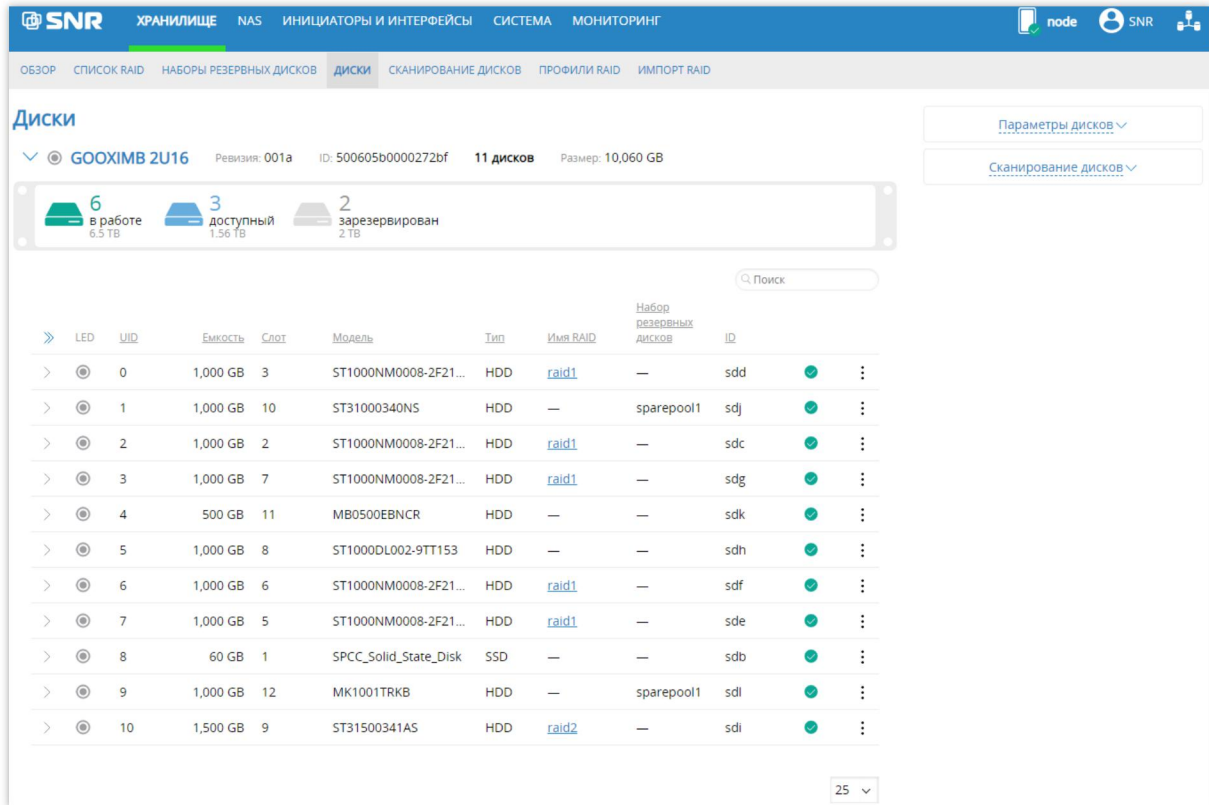 SNR ХРАНИЛИЩЕ NAS ИНИЦИАТОРЫ И ИНТЕРФЕЙСЫ СИСТЕМА МОНИТОРИНГ node SNR
ОБЗОР СПИСОК RAID НАБОРЫ РЕЗЕРВНЫХ ДИСКОВ ДИСКИ СКАНИРОВАНИЕ ДИСКОВ ПРОФИЛИ RAID ИМПОРТ RAID
Диски
Параметры дисков
GOOXIMB 2U16 Ревизия: 001a ID: 500605b0000272bf 11 дисков Размер: 10,060 GB
Сканирование дисков
6 3 2
в работе доступный зарезервирован
6.5 TB 1.56 TB 2 TB
Поиск
LED UID Емкость Слот Модель Тип Имя RAID Набор резервных дисков ID
0 1,000 GB 3 ST1000NM0008-2F21... HDD raid1 — sdd
1 1,000 GB 10 ST31000340NS HDD — sparepool1 sdj
2 1,000 GB 2 ST1000NM0008-2F21... HDD raid1 — sdc
3 1,000 GB 7 ST1000NM0008-2F21... HDD raid1 — sdg
4 500 GB 11 MB0500EBNCR HDD — — sdk
5 1,000 GB 8 ST1000DL002-9TT153 HDD — — sdh
6 1,000 GB 6 ST1000NM0008-2F21... HDD raid1 — sdf
7 1,000 GB 5 ST1000NM0008-2F21... HDD raid1 — sde
8 60 GB 1 SPCC_Solid_State_Disk SSD — — sdb
9 1,000 GB 12 MK1001TRKB HDD — sparepool1 sdl
10 1,500 GB 9 ST31500341AS HDD raid2 — sdi
25